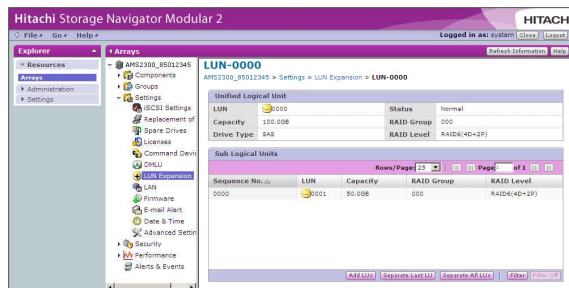 Hitachi Storage Navigator Modular 2
HITACH
File Go Help
Logged in as: system Close Logout
Explorer
Arrays
Refresh Information Help
Resources
Arrays
Administration
Settings
AMS2300_85012345
Components
Groups
Settings
iSCSI Settings
Replacement of
Spare Drives
Licenses
Command Devi
DMLU
LUN Expansion
LAN
Firmware
E-mail Alert
Date & Time
Advanced Settin
Security
Performance
Alerts & Events
LUN-0000
AMS2300_85012345 > Settings > LUN Expansion > LUN-0000
Unified Logical Unit
LUN 0000 Status Normal
Capacity 100.0GB RAID Group 000
Drive Type SAS RAID Level RAID6(4D+2P)
Sub Logical Units
Rows/Page: 25 Page 1 of 1
Sequence No. LUN Capacity RAID Group RAID Level
0000 0001 50.0GB 000 RAID6(4D+2P)
Add LUs Separate Last LU Separate All LUs Filter Filter Off